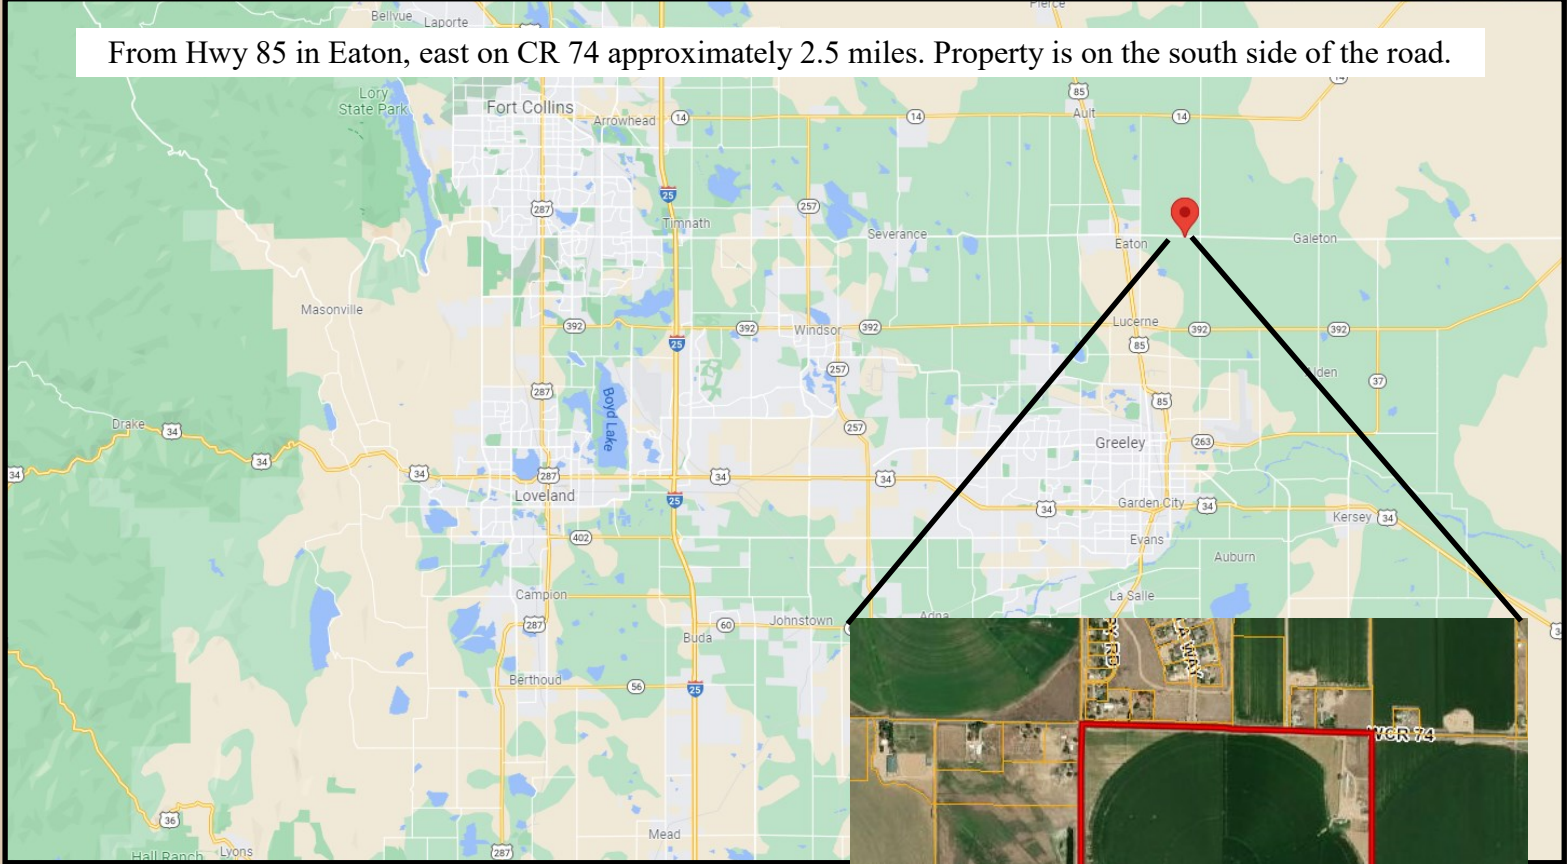 Bellvue
Laporte
Pierce
From Hwy 85 in Eaton, east on CR 74 approximately 2.5 miles. Property is on the south side of the road.
14
Lory
State Park
Fort Collins
85
Arrowhead
14
14
Ault
14
25
287
257
Timnath
Severance
Eaton
Galeton
Masonville
392
392
Windsor
392
Lucerne
392
392
25
85
257
37
287
Boyd Lake
85
Drake
34
257
Greeley
263
34
34
34
287
34
34
25
Loveland
34
Garden City
34
Kersey
34
402
Evans
Auburn
Campion
La Salle
287
60
Johnstown
Buda
Berthoud
56
25
WCR 74
36
Mead
Hall Ranch
Lyons
287